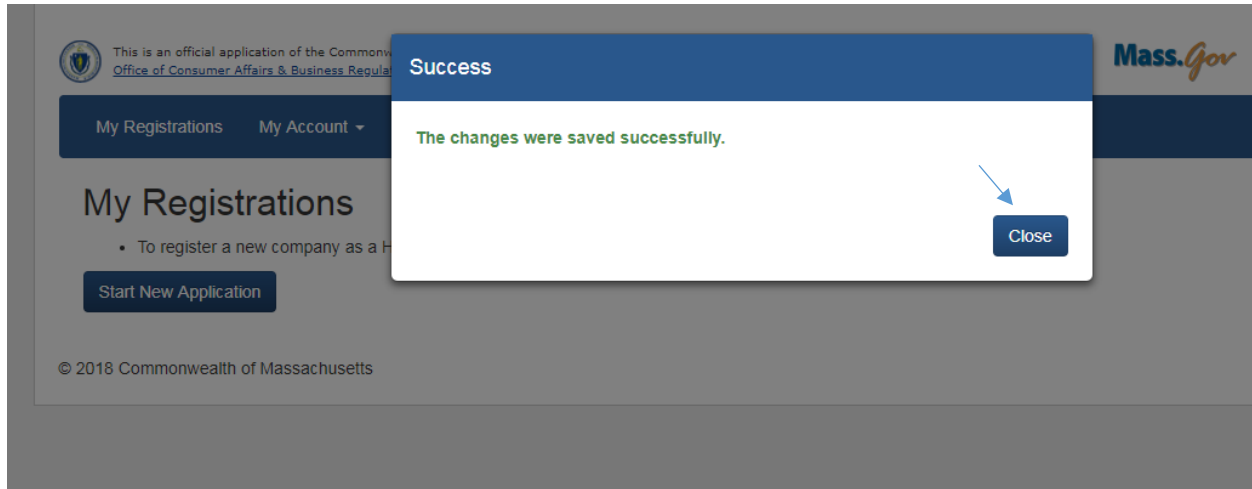 This is an official application of the Commonw
Office of Consumer Affairs & Business Regulat
Mass.Gov
Success
My Registrations My Account
The changes were saved successfully.
My Registrations
• To register a new company as a H
Close
Start New Application
© 2018 Commonwealth of Massachusetts